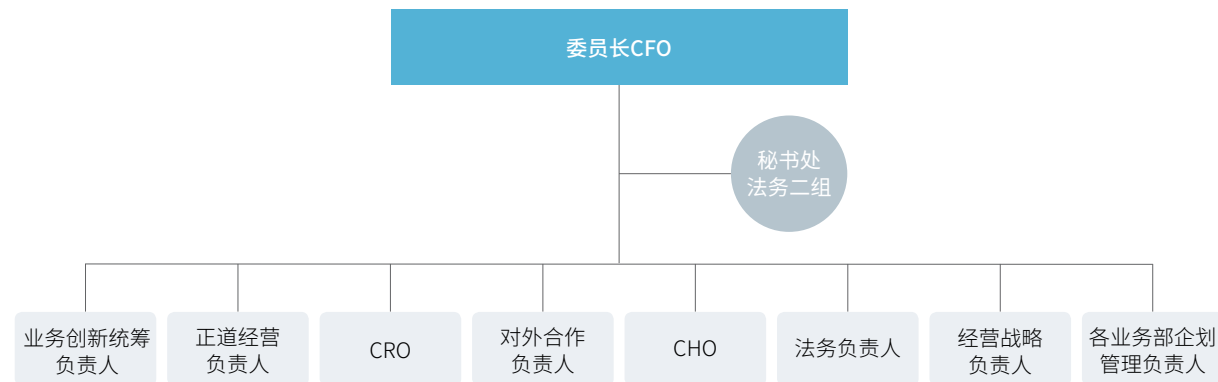 委员长CFO
秘书处
法务二组
业务创新统筹
负责人
正道经营
负责人
CRO
对外合作
负责人
CHO
法务负责人
经营战略
负责人
各业务部企划
管理负责人